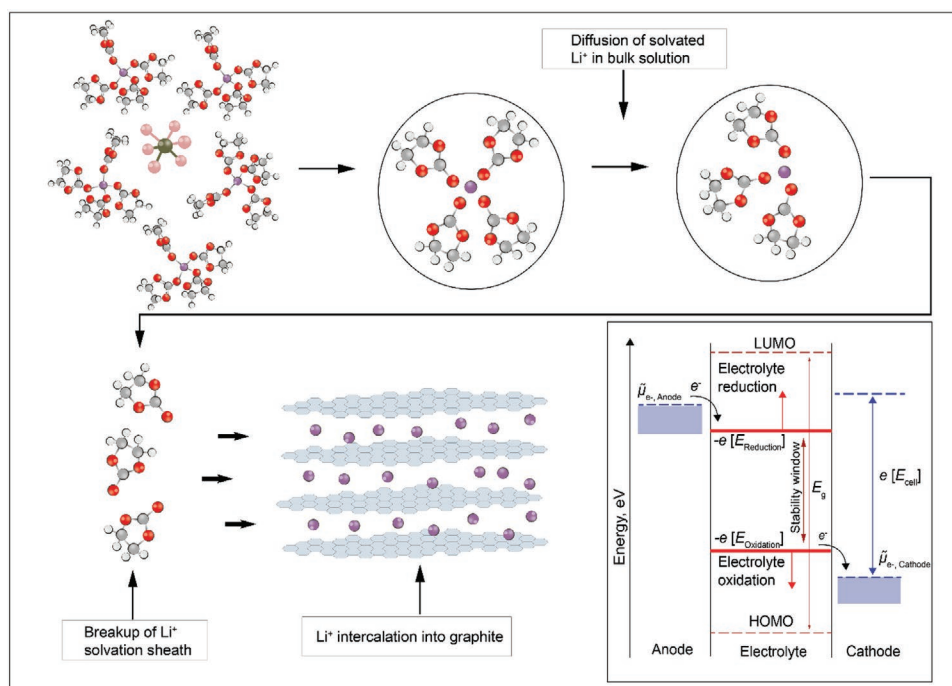 Diffusion of solvated
Li⁺ in bulk solution
Breakup of Li⁺
solvation sheath
Li⁺ intercalation into graphite
Energy, eV
LUMO
Electrolyte
reduction
μ̃e-, Anode
e-
-e [EReduction]
Stability window
Eg
e [Ecell]
-e [EOxidation]
e-
Electrolyte
oxidation
μ̃e-, Cathode
HOMO
Anode
Electrolyte
Cathode